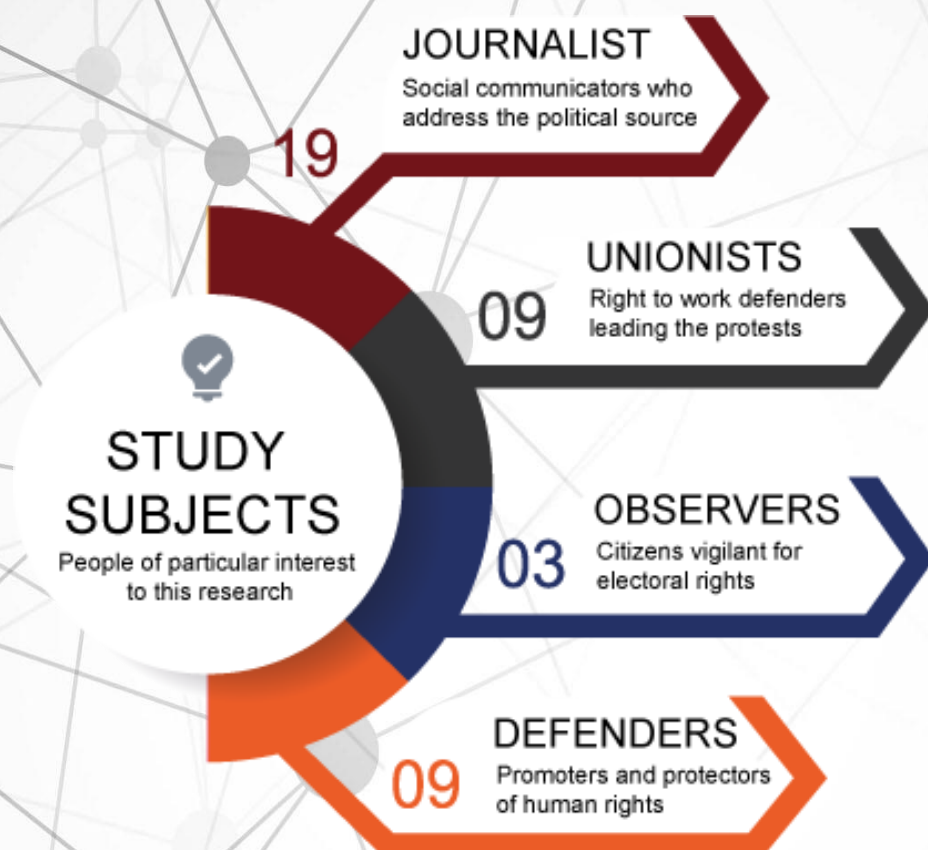 JOURNALIST
Social communicators who
address the political source
19
UNIONISTS
09
Right to work defenders
leading the protests
STUDY
SUBJECTS
People of particular interest
to this research
OBSERVERS
03
Citizens vigilant for
electoral rights
DEFENDERS
09
Promoters and protectors
of human rights